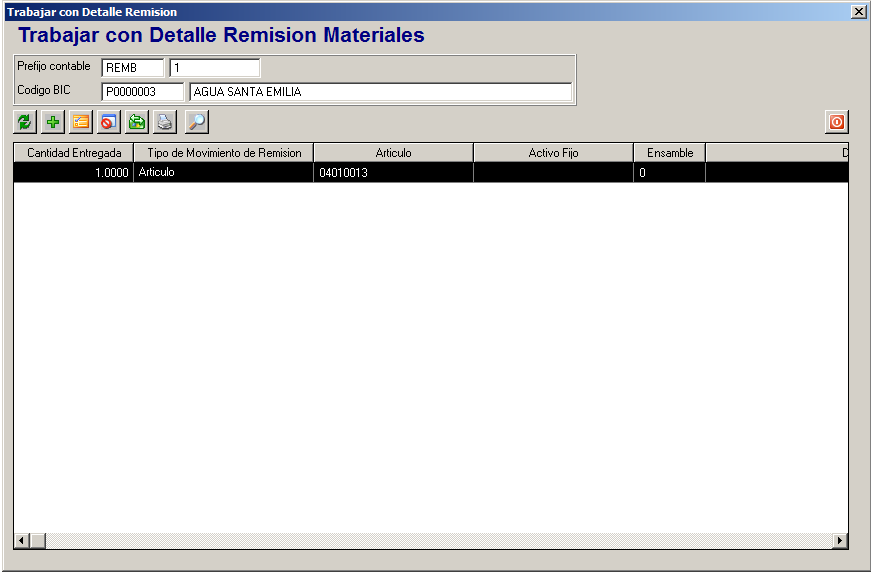 Trabajar con Detalle Remision
Trabajar con Detalle Remision Materiales
Prefijo contable REMB 1
Codigo BIC P0000003 AGUA SANTA EMILIA
Cantidad Entregada Tipo de Movimiento de Remision Articulo Activo Fijo Ensamble D
1.0000 Articulo 04010013 0